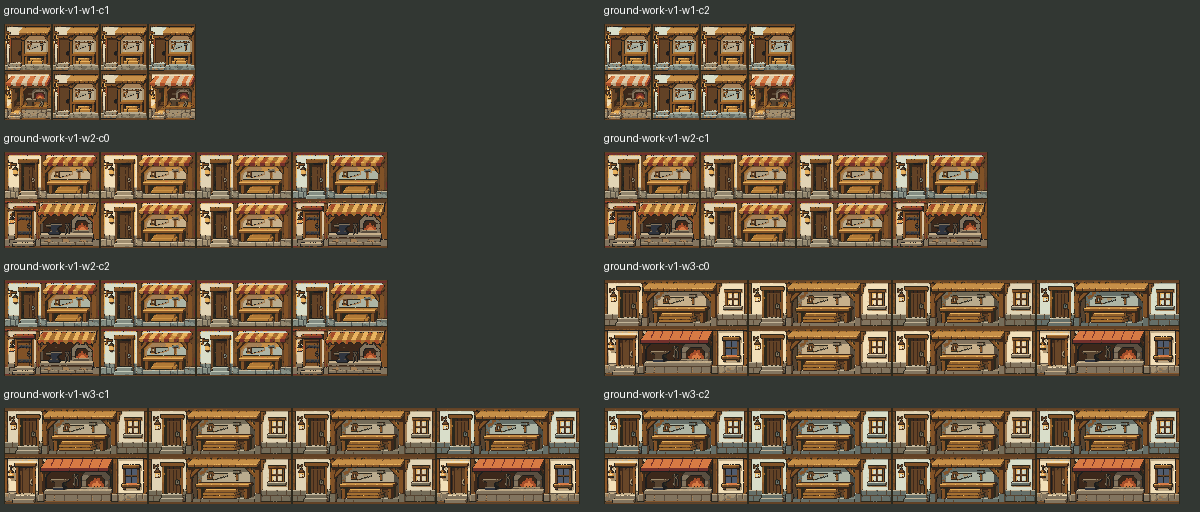 ground-work-v1-w1-c1
ground-work-v1-w1-c2
ground-work-v1-w2-c0
ground-work-v1-w2-c1
ground-work-v1-w2-c2
ground-work-v1-w3-c0
ground-work-v1-w3-c1
ground-work-v1-w3-c2